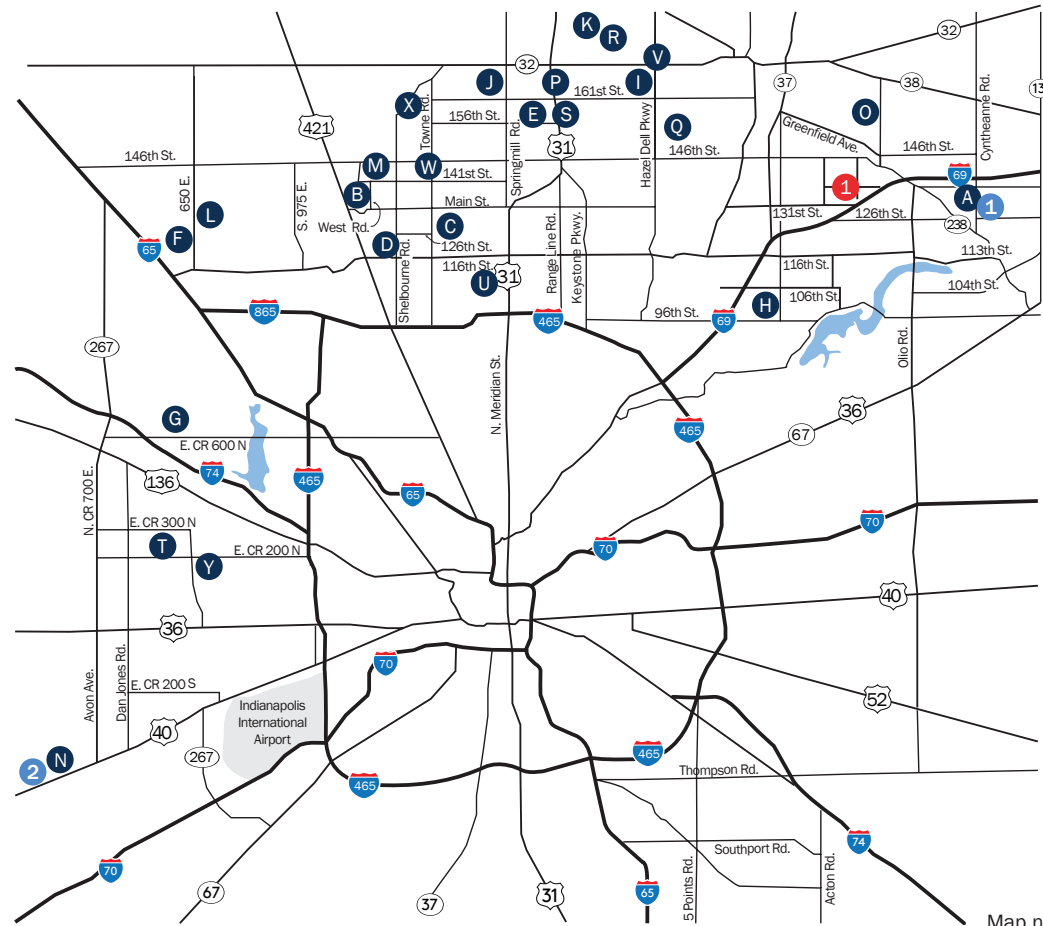 K
R
32
V
32
J
P
I
37
38
13
161st St.
X
Towne Rd.
156th St.
E
S
O
Cyntheanne Rd.
421
Springmill Rd.
31
Hazel Dell Pkwy
Q
Greenfield Ave.
146th St.
M
W
146th St.
146th St.
650 E.
S. 975 E.
141st St.
69
B
Main St.
1
A
1
L
West Rd.
C
131st St.
126th St.
238
F
65
D
126th St.
Shelbourne Rd.
116th St.
Range Line Rd.
Keystone Pkwy.
116th St.
113th St.
U
31
104th St.
106th St.
H
865
465
96th St.
69
267
N. Meridian St.
Olio Rd.
G
36
E. CR 600 N
465
67
74
136
465
65
N. CR 700 E.
E. CR 300 N
70
T
E. CR 200 N
70
Y
40
36
70
Avon Ave.
Dan Jones Rd.
E. CR 200 S
52
Indianapolis
International
Airport
40
267
N
2
465
465
Thompson Rd.
70
74
Southport Rd.
5 Points Rd.
Acton Rd.
67
37
31
65
Map n